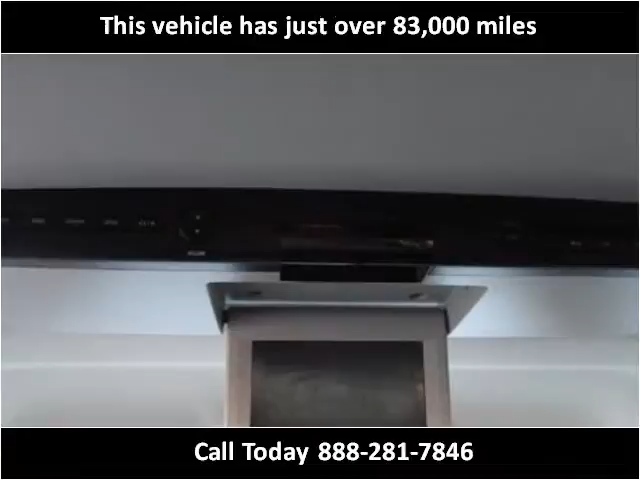 This vehicle has just over 83,000 miles
Call Today 888-281-7846